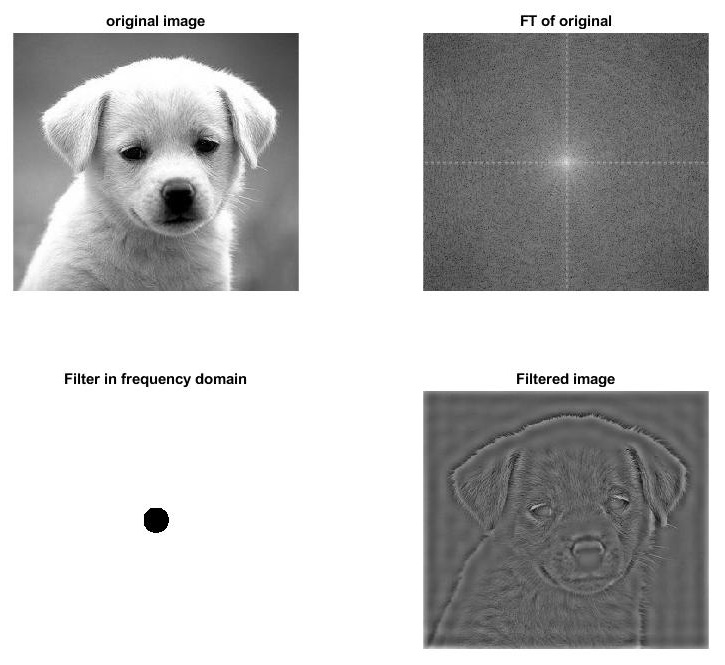 original image
FT of original
Filter in frequency domain
Filtered image